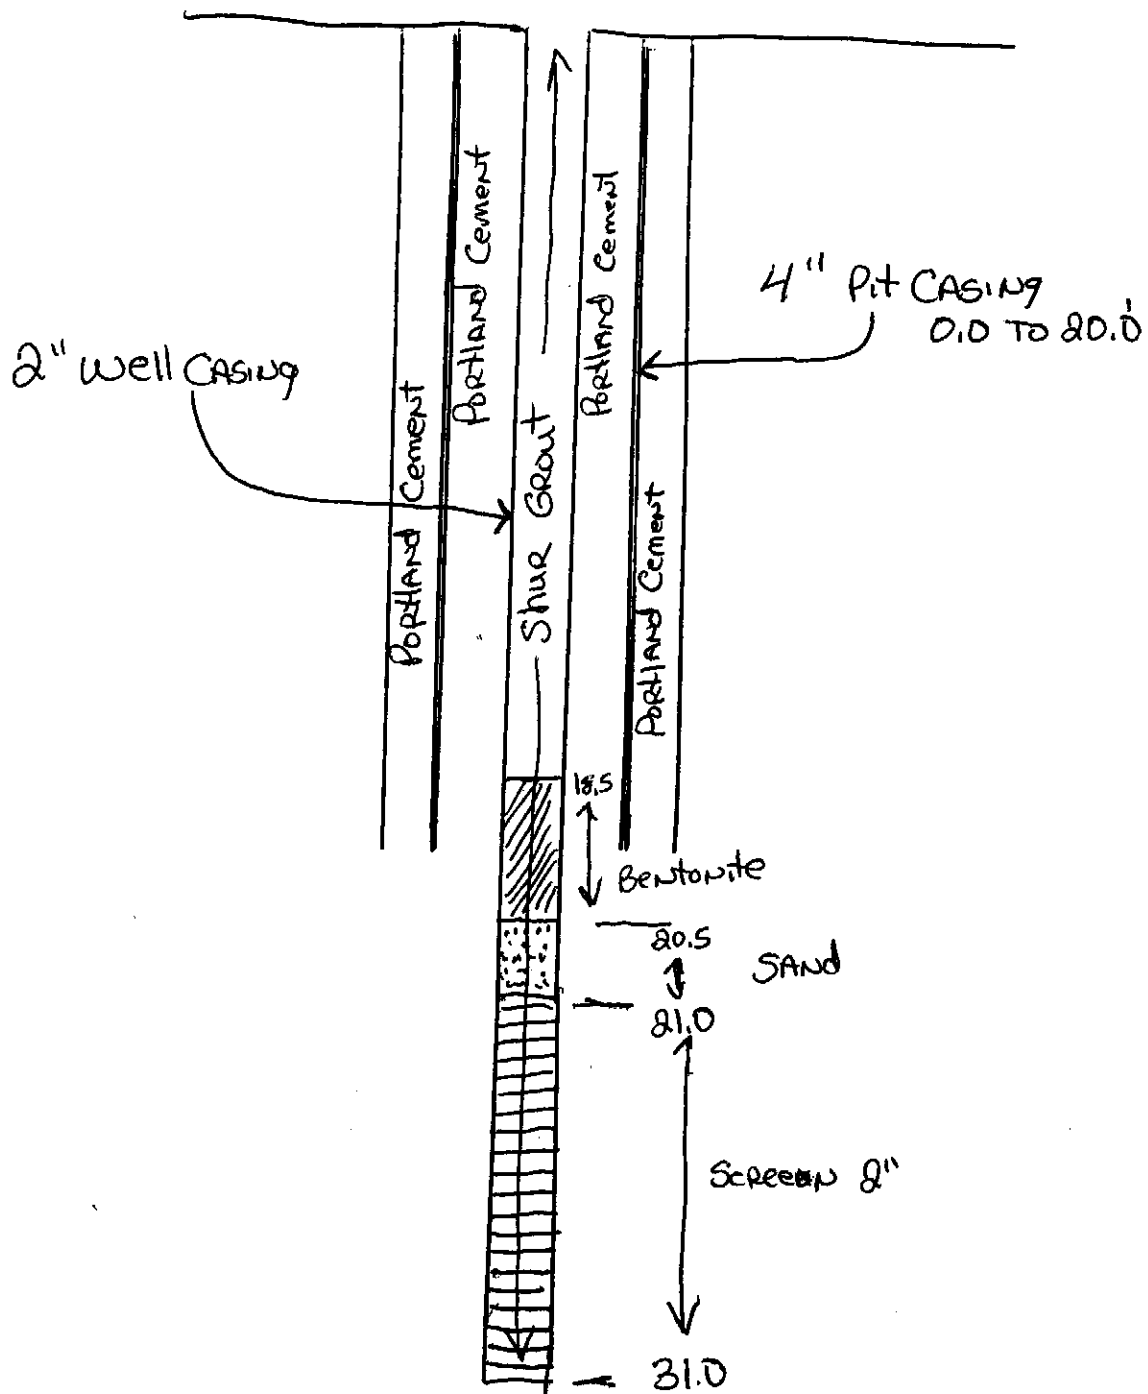 4" Pit CASING
0.0 TO 20.0'
2" Well CASING
PORTLAND Cement
PORTLAND Cement
Shur Grout
PORTLAND Cement
PORTLAND Cement
18.5
Bentonite
20.5
SAND
21.0
SCREEN 2"
31.0